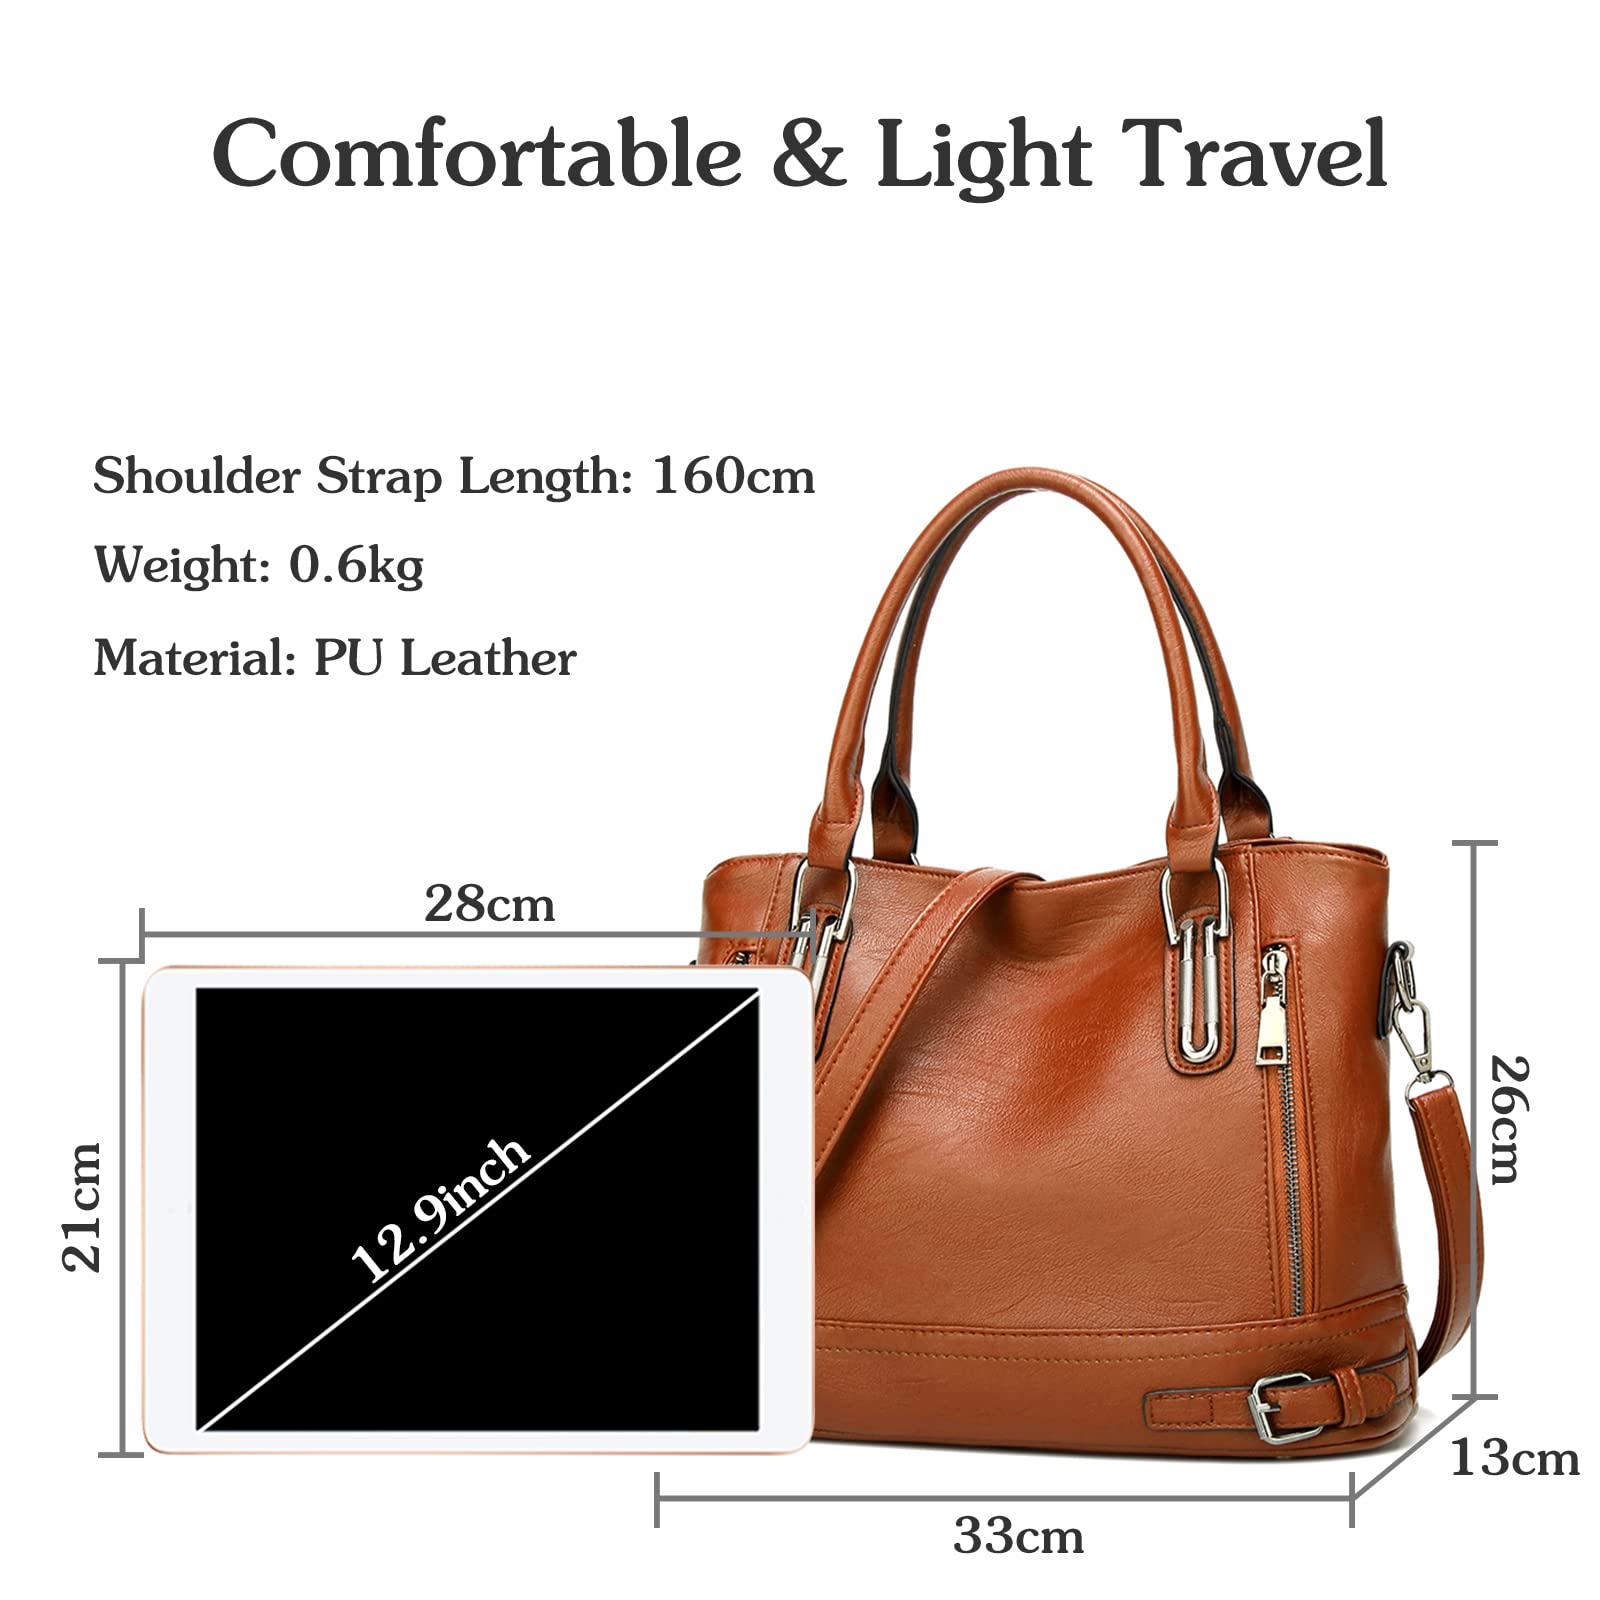 Comfortable & Light Travel
Shoulder Strap Length: 160cm
Weight: 0.6kg
Material: PU Leather
28cm
21cm
12.9inch
26cm
13cm
33cm